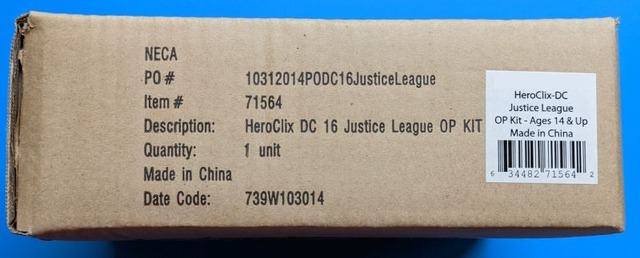 NECA
PO # 10312014PODC16JusticeLeague
Item # 71564
Description: HeroClix DC 16 Justice League OP KIT
Quantity: 1 unit
Made in China
Date Code: 739W103014
HeroClix-DC
Justice League
OP Kit - Ages 14 & Up
Made in China
6 34482 71564 2